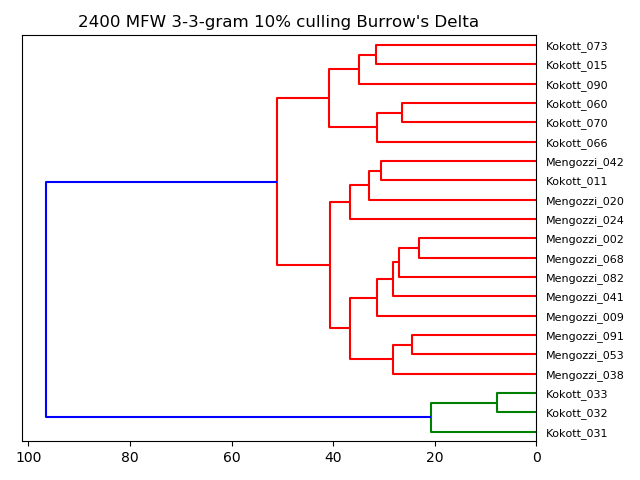 2400 MFW 3-3-gram 10% culling Burrow's Delta
Kokott_073
Kokott_015
Kokott_090
Kokott_060
Kokott_070
Kokott_066
Mengozzi_042
Kokott_011
Mengozzi_020
Mengozzi_024
Mengozzi_002
Mengozzi_068
Mengozzi_082
Mengozzi_041
Mengozzi_009
Mengozzi_091
Mengozzi_053
Mengozzi_038
Kokott_033
Kokott_032
Kokott_031
100 80 60 40 20 0